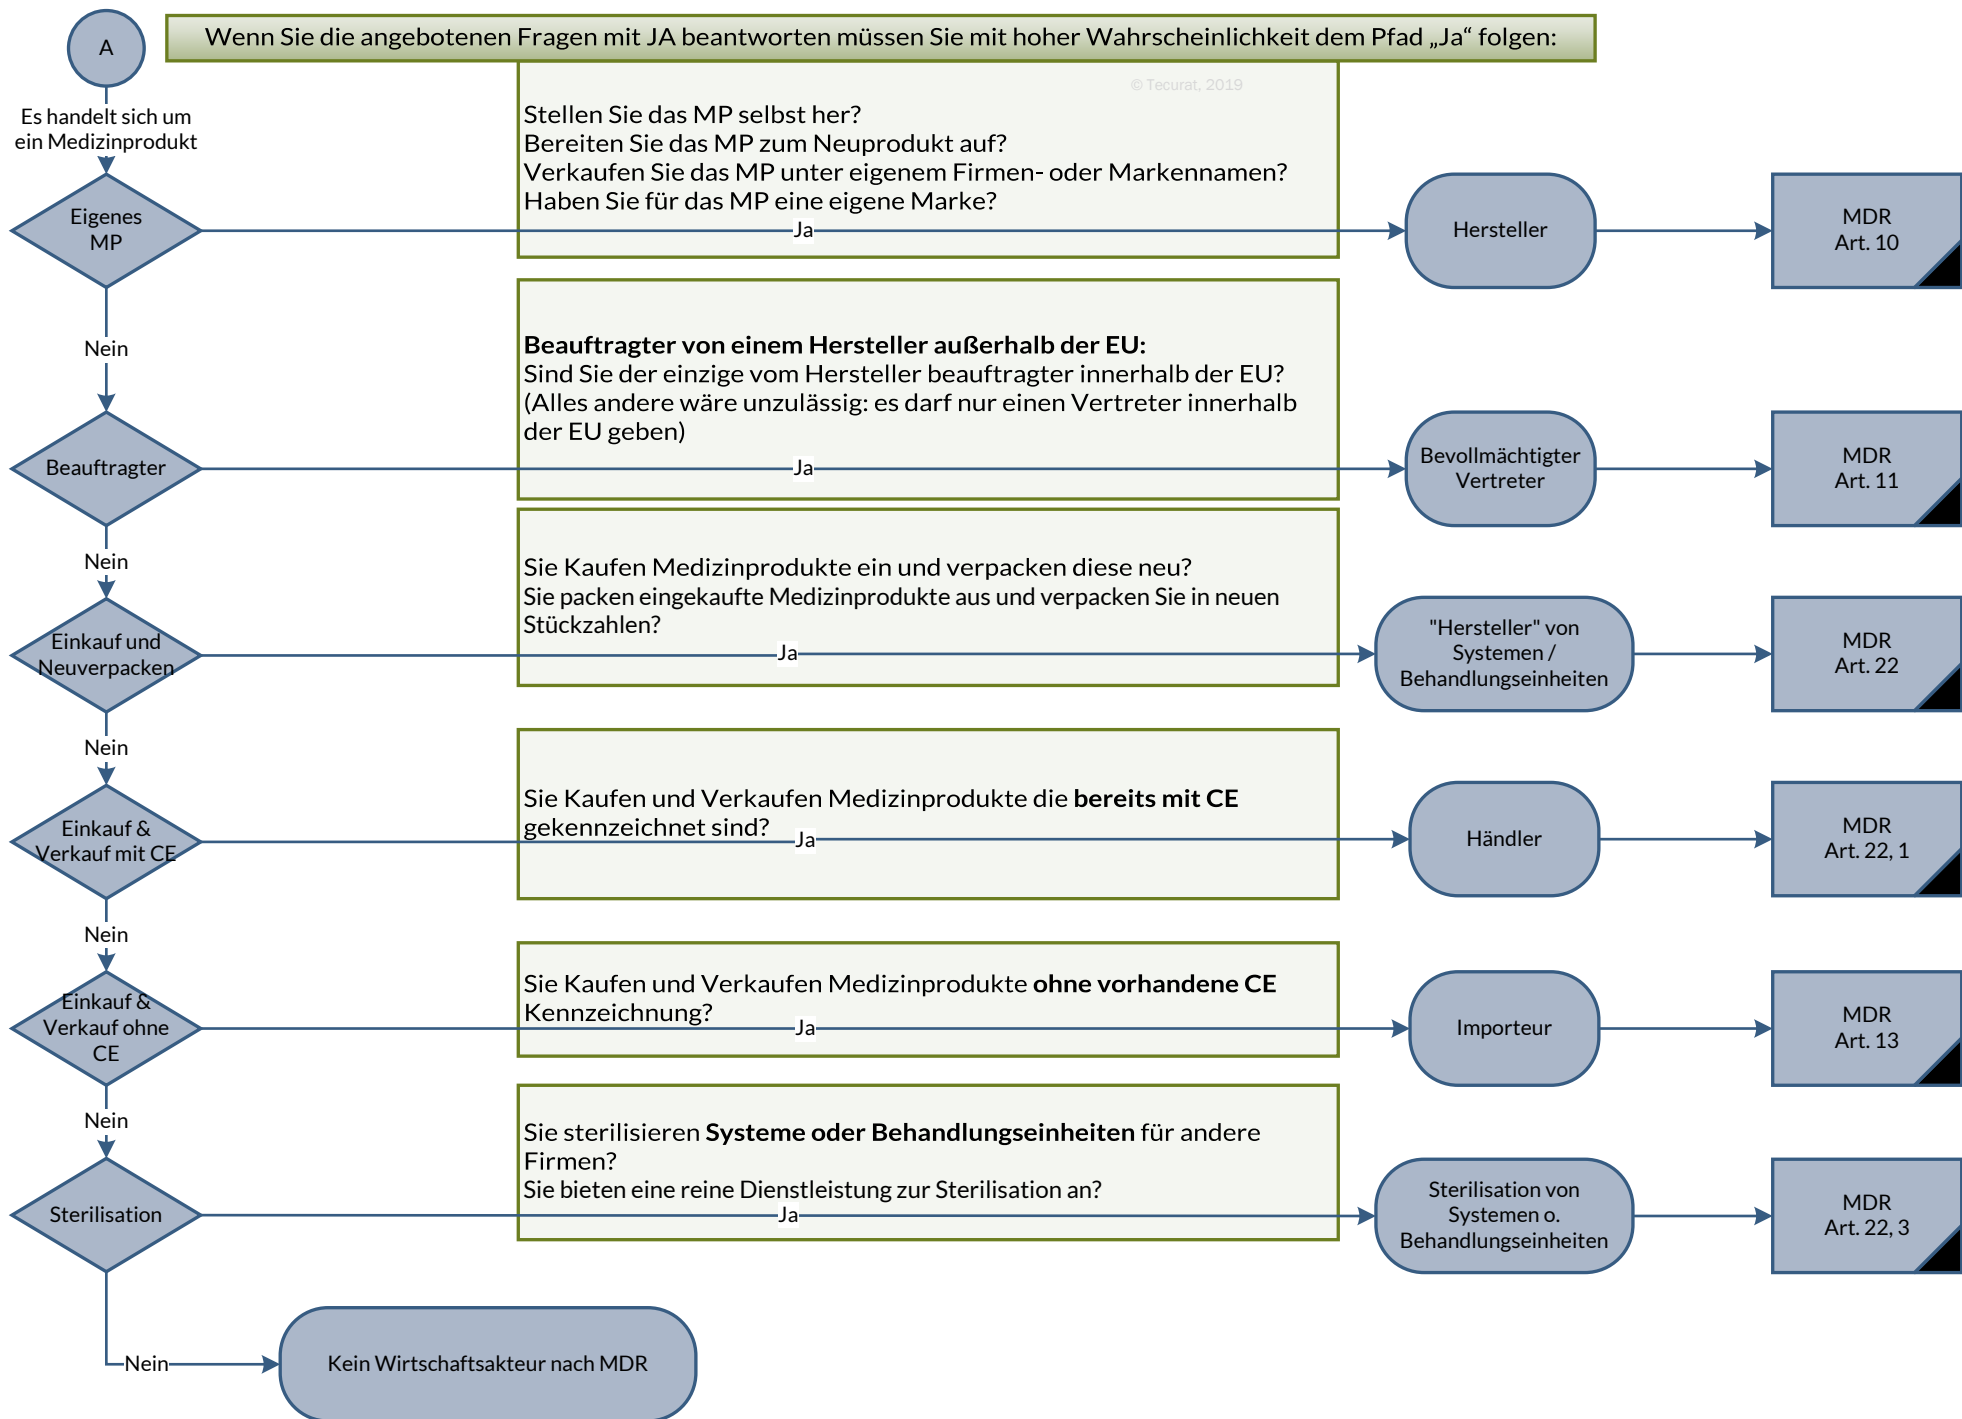 A
Wenn Sie die angebotenen Fragen mit JA beantworten müssen Sie mit hoher Wahrscheinlichkeit dem Pfad „Ja“ folgen:
© Tecurat, 2019
Es handelt sich um
ein Medizinprodukt
Stellen Sie das MP selbst her?
Bereiten Sie das MP zum Neuprodukt auf?
Verkaufen Sie das MP unter eigenem Firmen- oder Markennamen?
Haben Sie für das MP eine eigene Marke?
Eigenes
MP
Ja
Hersteller
MDR
Art. 10
Nein
Beauftragter von einem Hersteller außerhalb der EU:
Sind Sie der einzige vom Hersteller beauftragter innerhalb der EU?
(Alles andere wäre unzulässig: es darf nur einen Vertreter innerhalb
der EU geben)
Beauftragter
Ja
Bevollmächtigter
Vertreter
MDR
Art. 11
Nein
Sie Kaufen Medizinprodukte ein und verpacken diese neu?
Sie packen eingekaufte Medizinprodukte aus und verpacken Sie in neuen
Stückzahlen?
Einkauf und
Neuverpacken
Ja
"Hersteller" von
Systemen /
Behandlungseinheiten
MDR
Art. 22
Nein
Sie Kaufen und Verkaufen Medizinprodukte die bereits mit CE
gekennzeichnet sind?
Einkauf &
Verkauf mit CE
Ja
Händler
MDR
Art. 22, 1
Nein
Sie Kaufen und Verkaufen Medizinprodukte ohne vorhandene CE
Kennzeichnung?
Einkauf &
Verkauf ohne
CE
Ja
Importeur
MDR
Art. 13
Nein
Sie sterilisieren Systeme oder Behandlungseinheiten für andere
Firmen?
Sie bieten eine reine Dienstleistung zur Sterilisation an?
Sterilisation
Ja
Sterilisation von
Systemen o.
Behandlungseinheiten
MDR
Art. 22, 3
Nein
Kein Wirtschaftsakteur nach MDR